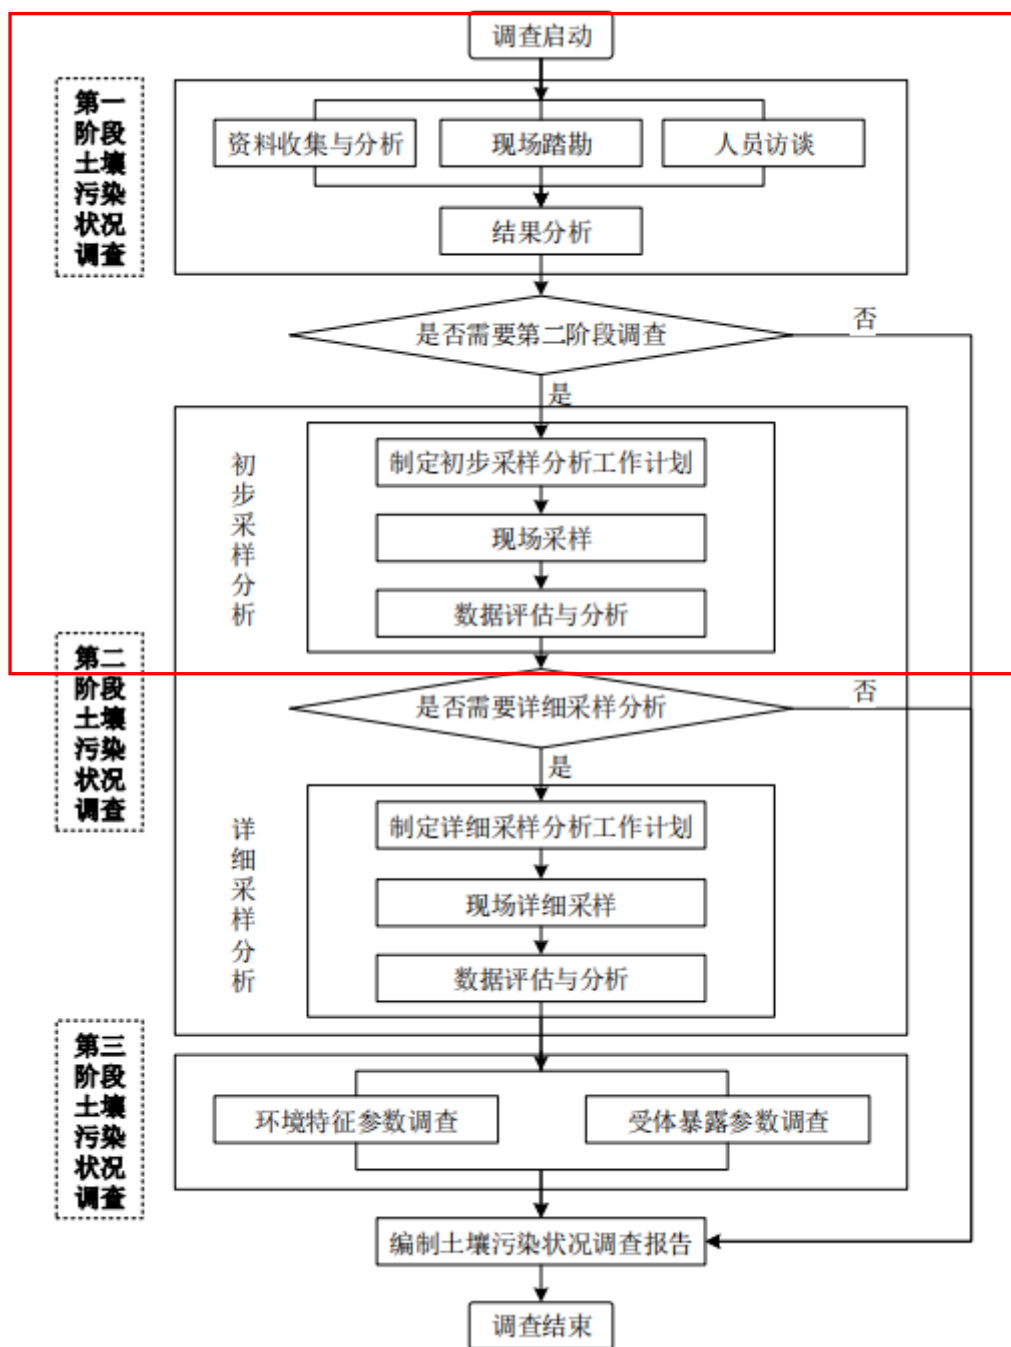 调查启动
第一
阶段
土壤
污染
状况
调查
资料收集与分析
现场踏勘
人员访谈
结果分析
是否需要第二阶段调查
否
是
初
步
采
样
分
析
制定初步采样分析工作计划
现场采样
数据评估与分析
第二
阶段
土壤
污染
状况
调查
是否需要详细采样分析
否
是
详
细
采
样
分
析
制定详细采样分析工作计划
现场详细采样
数据评估与分析
第三
阶段
土壤
污染
状况
调查
环境特征参数调查
受体暴露参数调查
编制土壤污染状况调查报告
调查结束